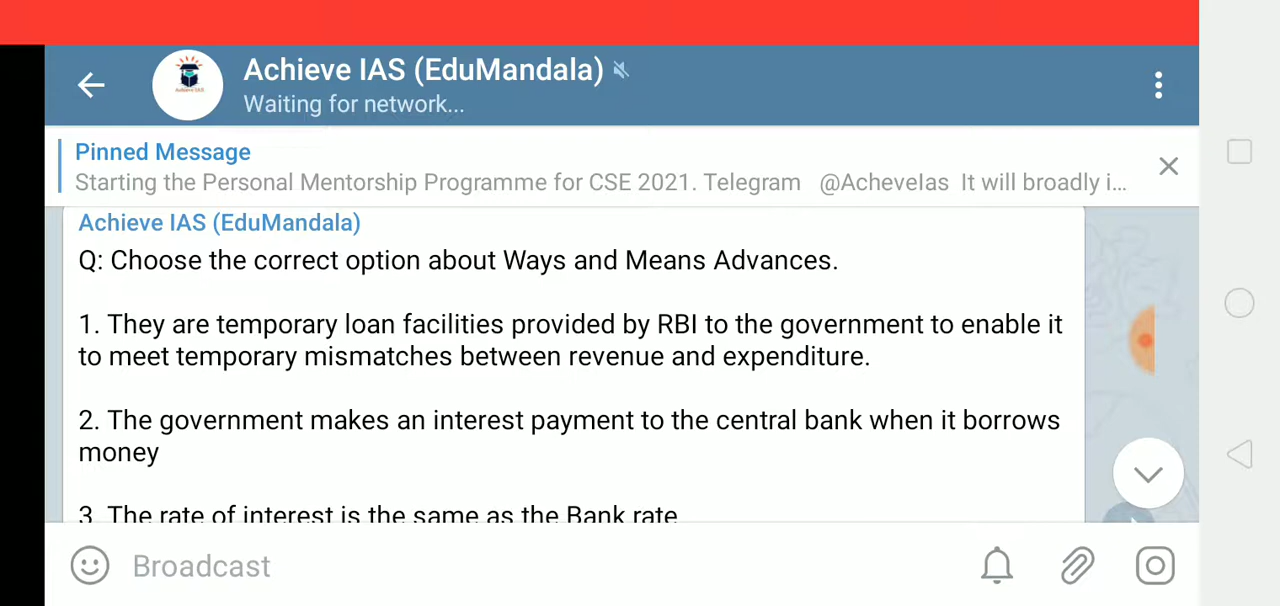 Achieve IAS (EduMandala)
Waiting for network...
Pinned Message
Starting the Personal Mentorship Programme for CSE 2021. Telegram @AcheveIas It will broadly i...
Achieve IAS (EduMandala)
Q: Choose the correct option about Ways and Means Advances.
1. They are temporary loan facilities provided by RBI to the government to enable it
to meet temporary mismatches between revenue and expenditure.
2. The government makes an interest payment to the central bank when it borrows
money
3. The rate of interest is the same as the Bank rate
Broadcast